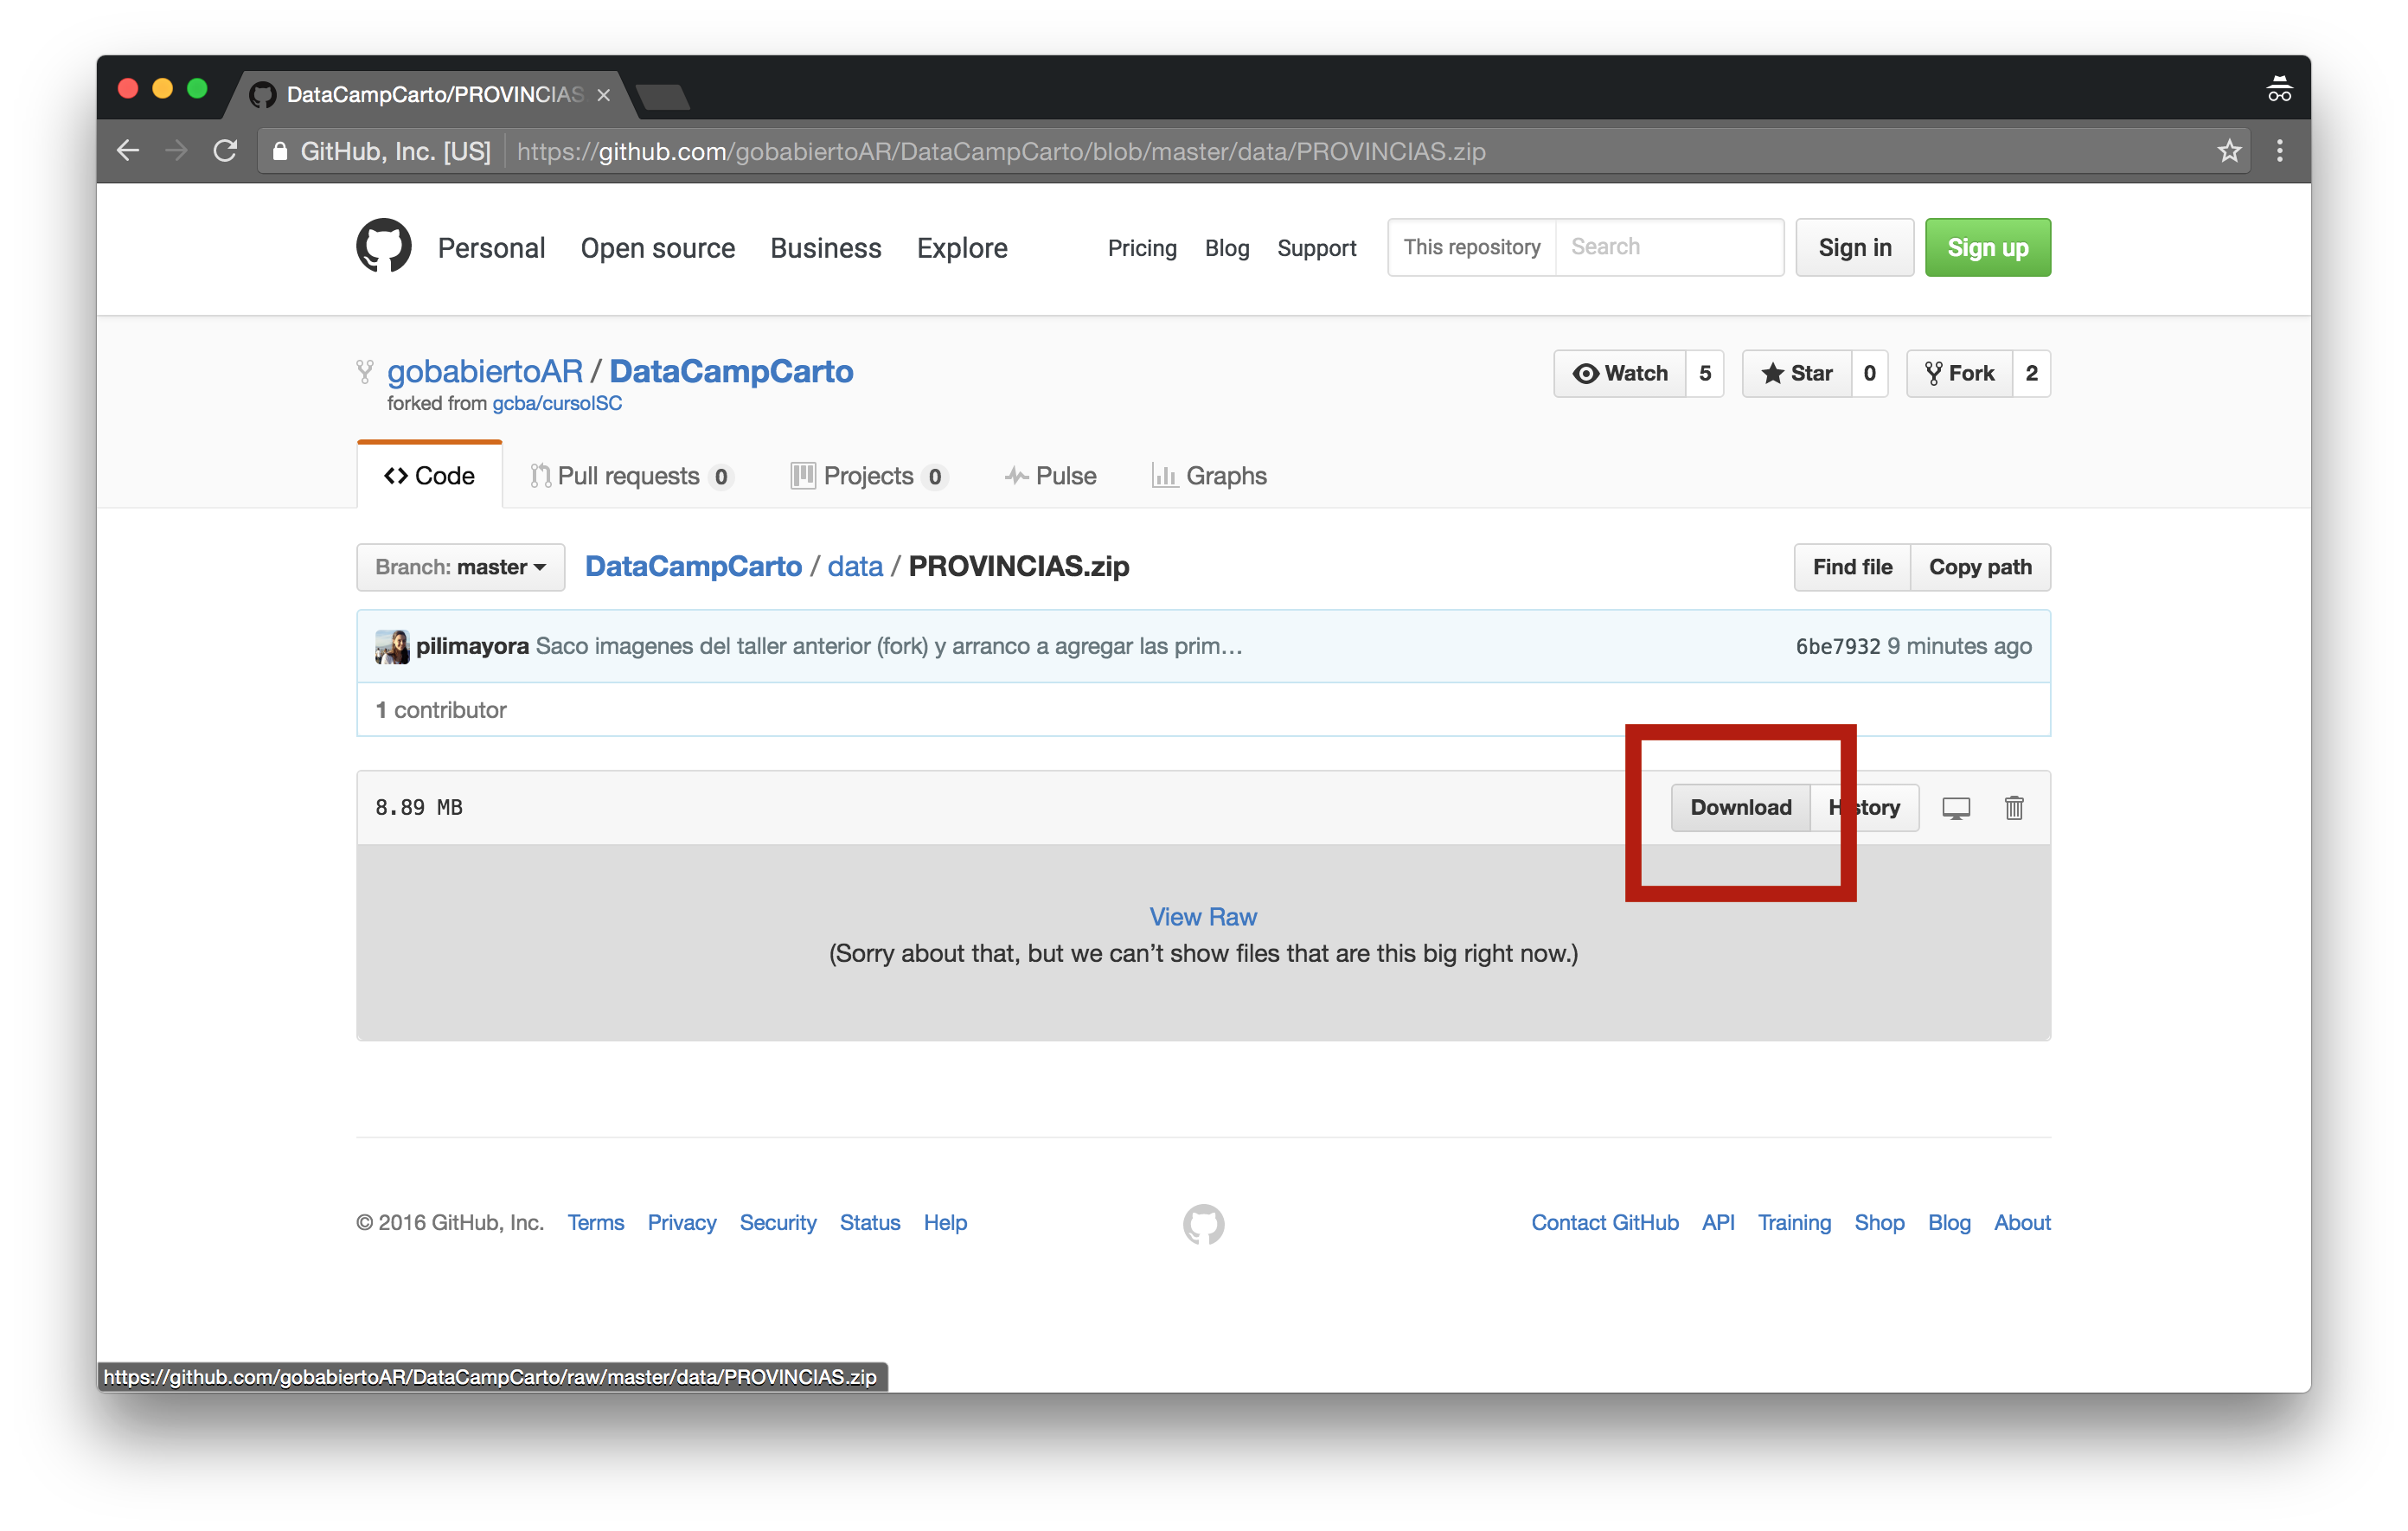 DataCampCarto/PROVINCIAS
GitHub, Inc. [US] https://github.com/gobabiertoAR/DataCampCarto/blob/master/data/PROVINCIAS.zip
Personal Open source Business Explore Pricing Blog Support This repository Search Sign in Sign up
gobabiertoAR / DataCampCarto Watch 5 Star 0 Fork 2
forked from gcba/cursoISC
Code Pull requests 0 Projects 0 Pulse Graphs
Branch: master DataCampCarto / data / PROVINCIAS.zip Find file Copy path
pilimayora Saco imagenes del taller anterior (fork) y arranco a agregar las prim… 6be7932 9 minutes ago
1 contributor
8.89 MB Download History
View Raw
(Sorry about that, but we can’t show files that are this big right now.)
© 2016 GitHub, Inc. Terms Privacy Security Status Help Contact GitHub API Training Shop Blog About
https://github.com/gobabiertoAR/DataCampCarto/raw/master/data/PROVINCIAS.zip